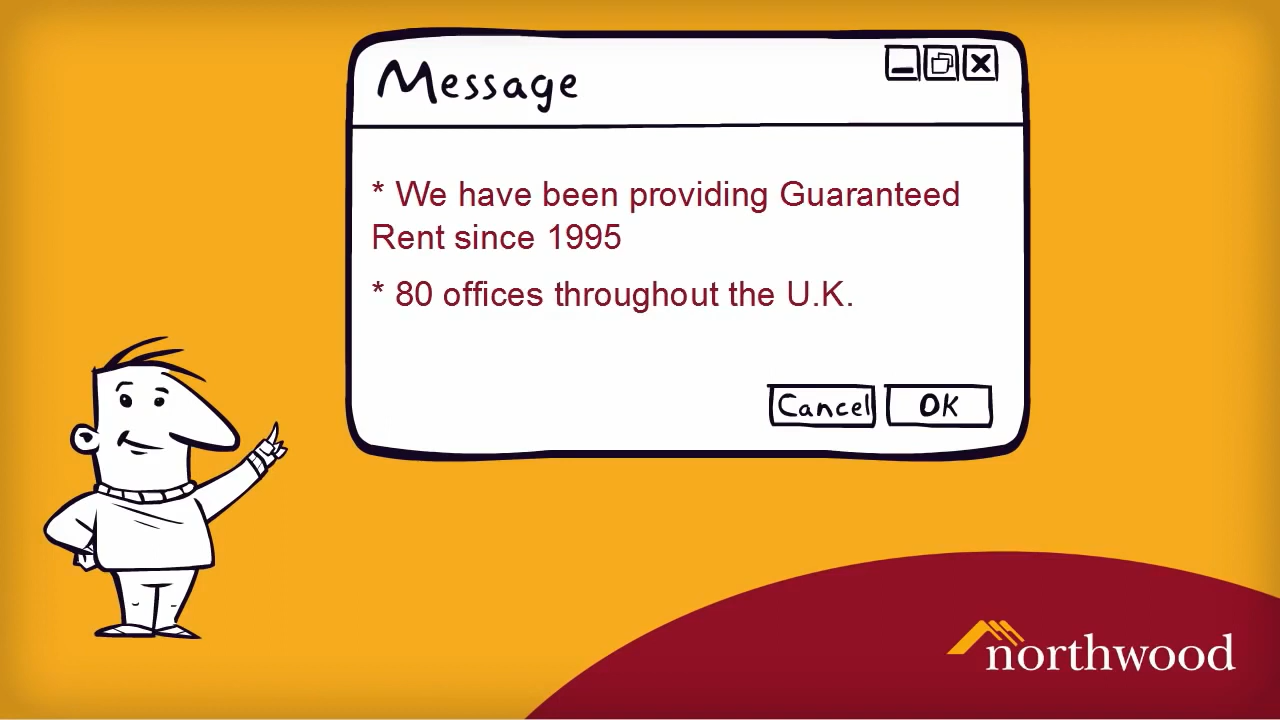 Message
* We have been providing Guaranteed
Rent since 1995
* 80 offices throughout the U.K.
Cancel OK
northwood